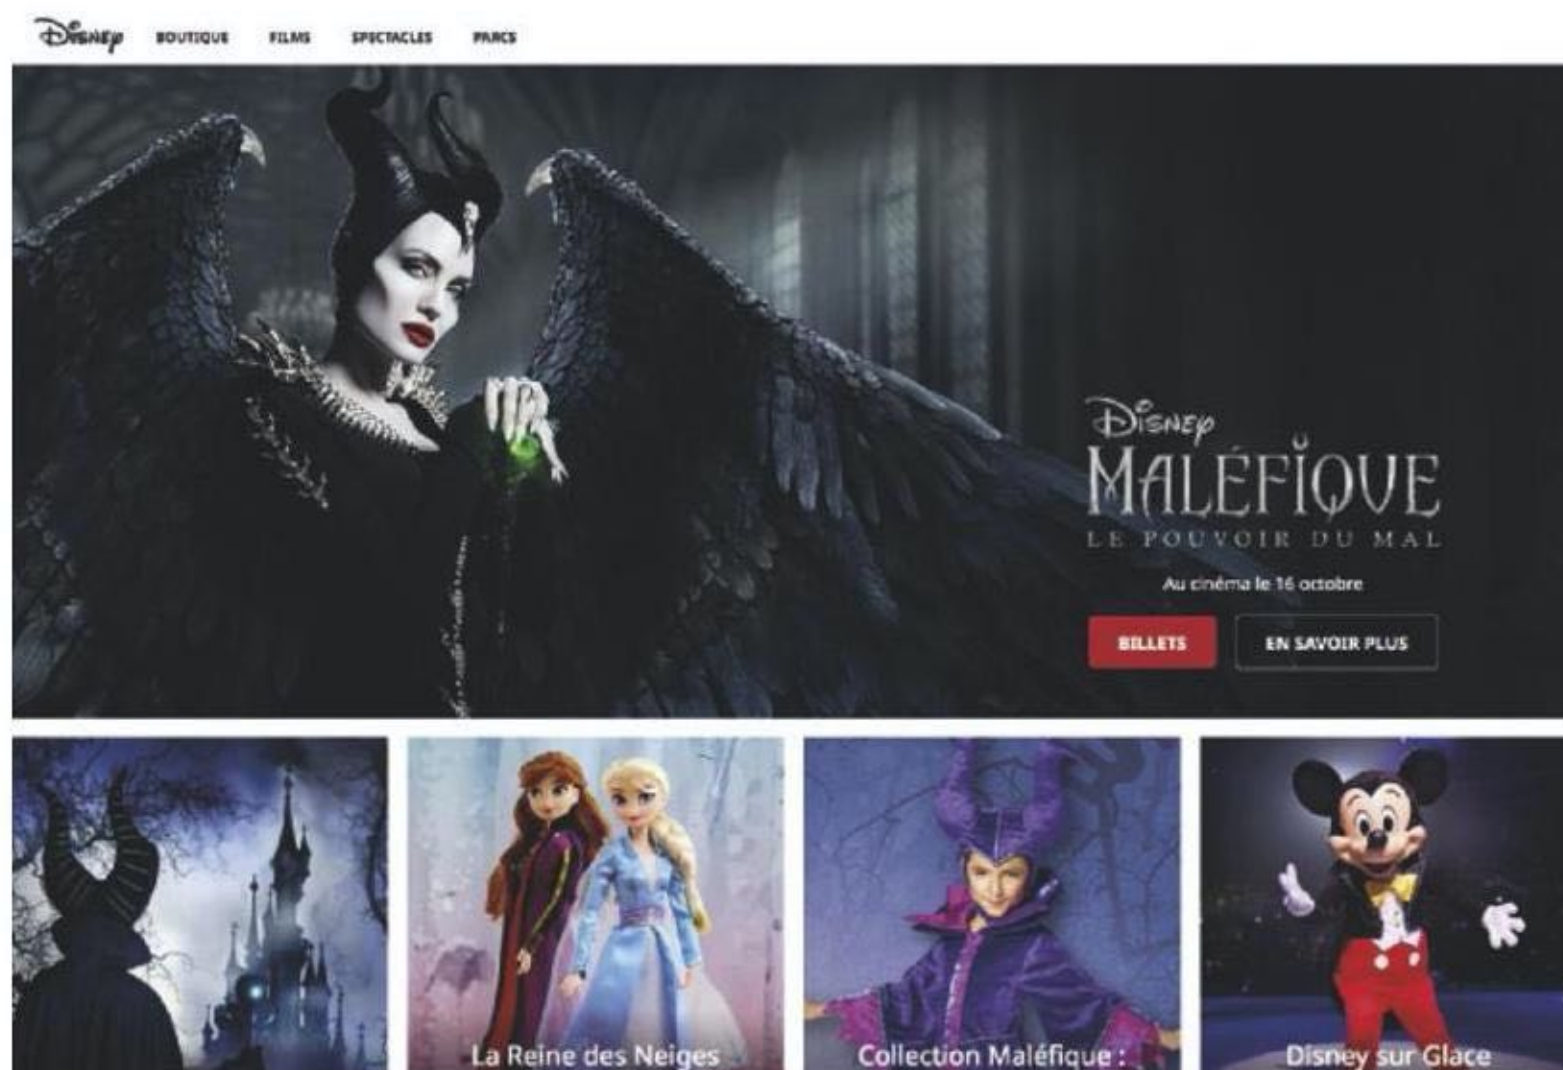 Disney BOUTIQUE FILMS SPECTACLES PARCS
Disney
MALÉFIQUE
LE POUVOIR DU MAL
Au cinéma le 16 octobre
BILLETS EN SAVOIR PLUS
La Reine des Neiges
Collection Maléfique :
Disney sur Glace